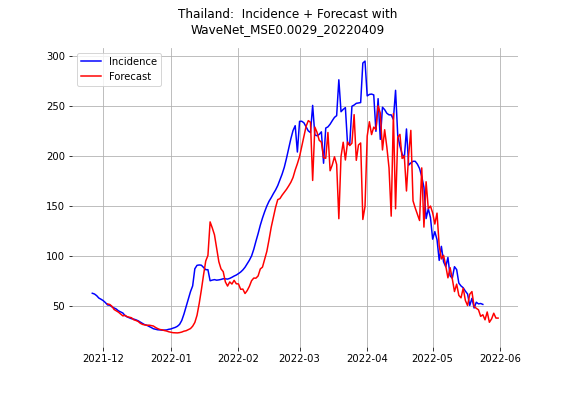 Thailand:  Incidence + Forecast with
WaveNet_MSE0.0029_20220409
Incidence
Forecast
300
250
200
150
100
50
2021-12 2022-01 2022-02 2022-03 2022-04 2022-05 2022-06